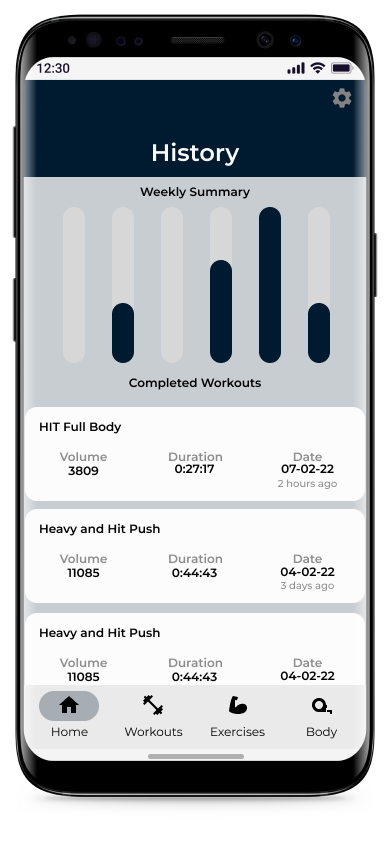 12:30
History
Weekly Summary
Completed Workouts
HIT Full Body
Volume Duration Date
3809 0:27:17 07-02-22
2 hours ago
Heavy and Hit Push
Volume Duration Date
11085 0:44:43 04-02-22
3 days ago
Heavy and Hit Push
Volume Duration Date
11085 0:44:43 04-02-22
Home Workouts Exercises Body